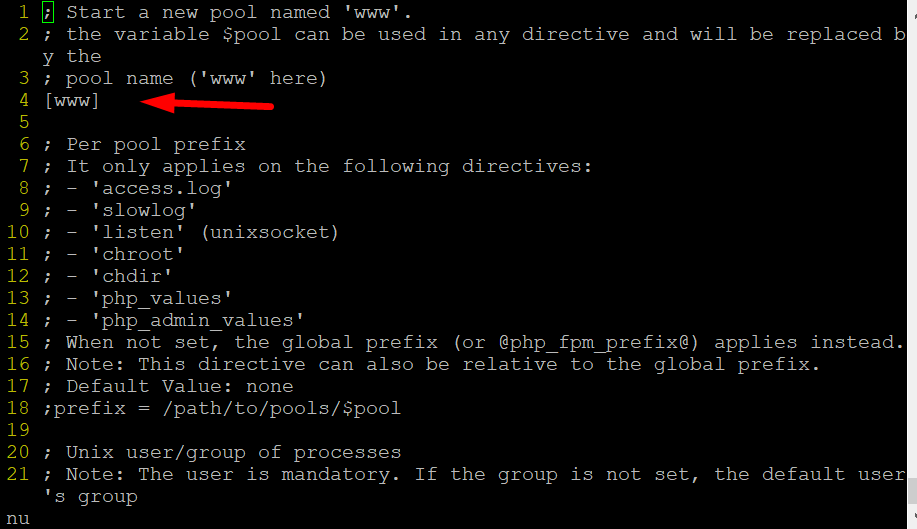 1 ; Start a new pool named 'www'.
2 ; the variable $pool can be used in any directive and will be replaced b
y the
3 ; pool name ('www' here)
4 [www]
5
6 ; Per pool prefix
7 ; It only applies on the following directives:
8 ; - 'access.log'
9 ; - 'slowlog'
10 ; - 'listen' (unixsocket)
11 ; - 'chroot'
12 ; - 'chdir'
13 ; - 'php_values'
14 ; - 'php_admin_values'
15 ; When not set, the global prefix (or @php_fpm_prefix@) applies instead.
16 ; Note: This directive can also be relative to the global prefix.
17 ; Default Value: none
18 ;prefix = /path/to/pools/$pool
19
20 ; Unix user/group of processes
21 ; Note: The user is mandatory. If the group is not set, the default user
's group
nu